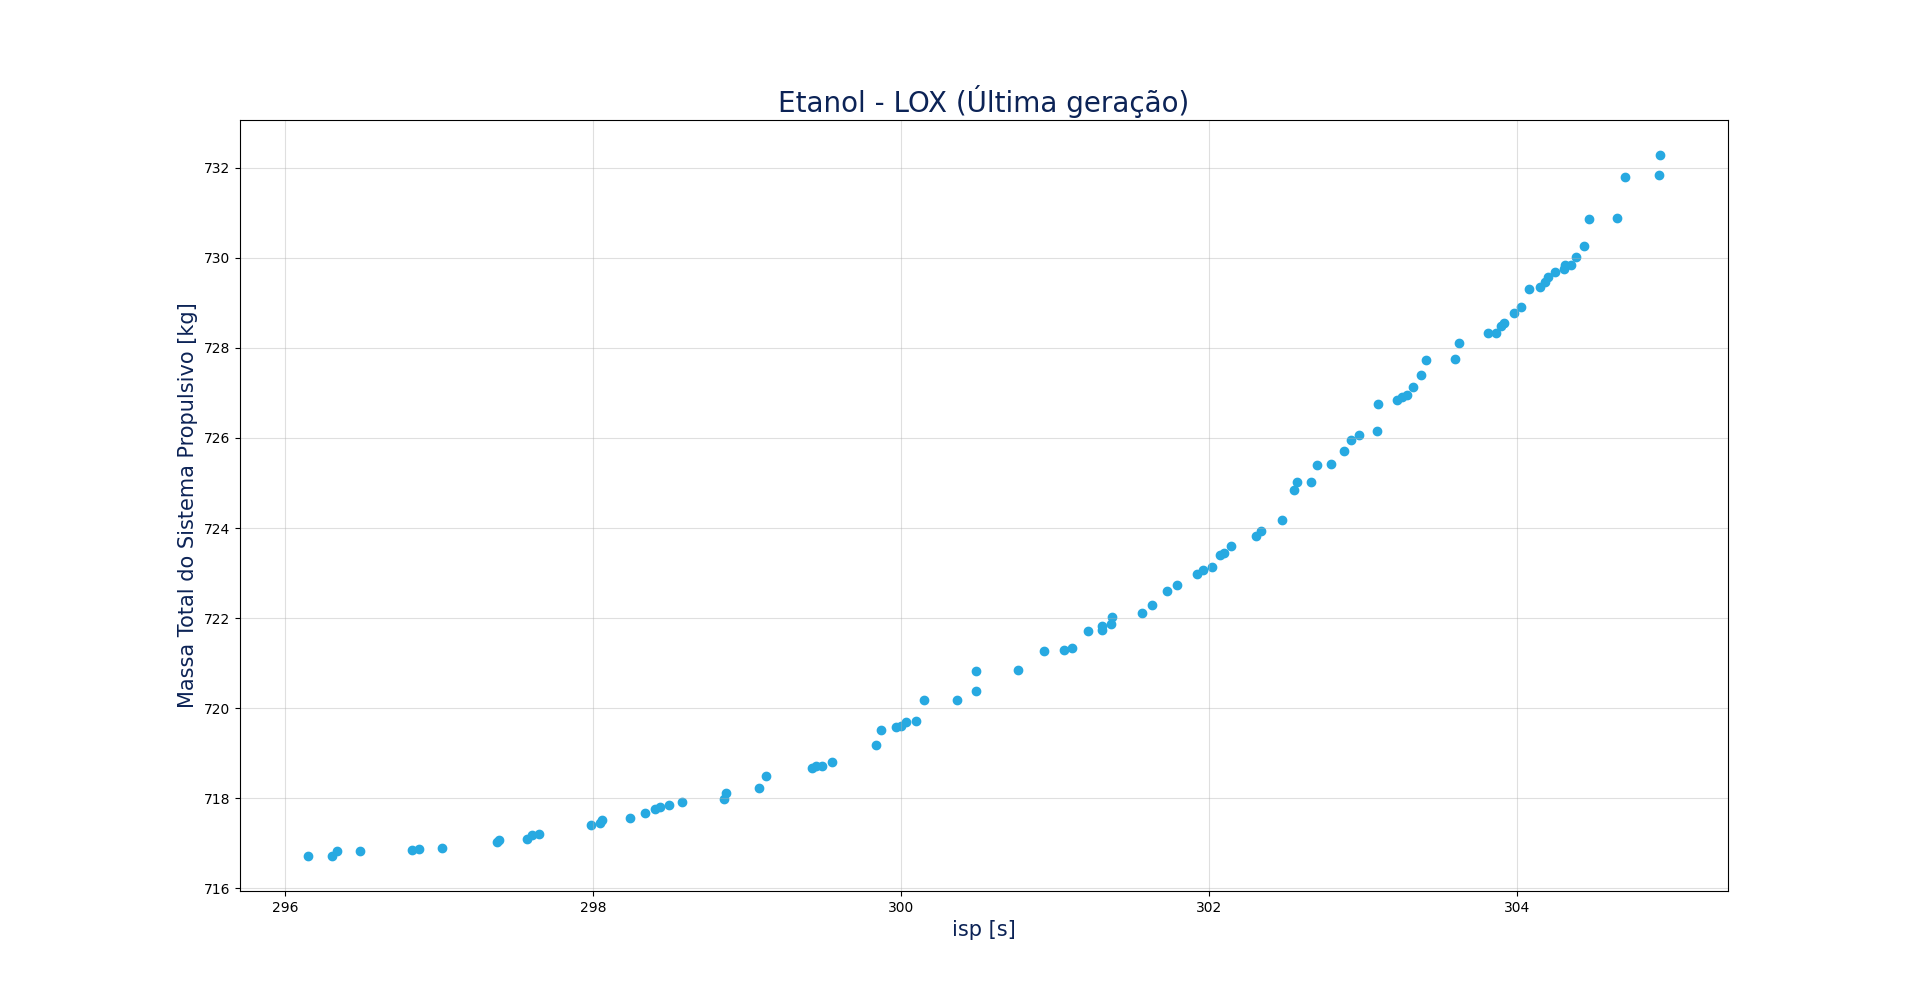 Etanol - LOX (Última geração)
Massa Total do Sistema Propulsivo [kg]
732
730
728
726
724
722
720
718
716
296 298 300 302 304
isp [s]